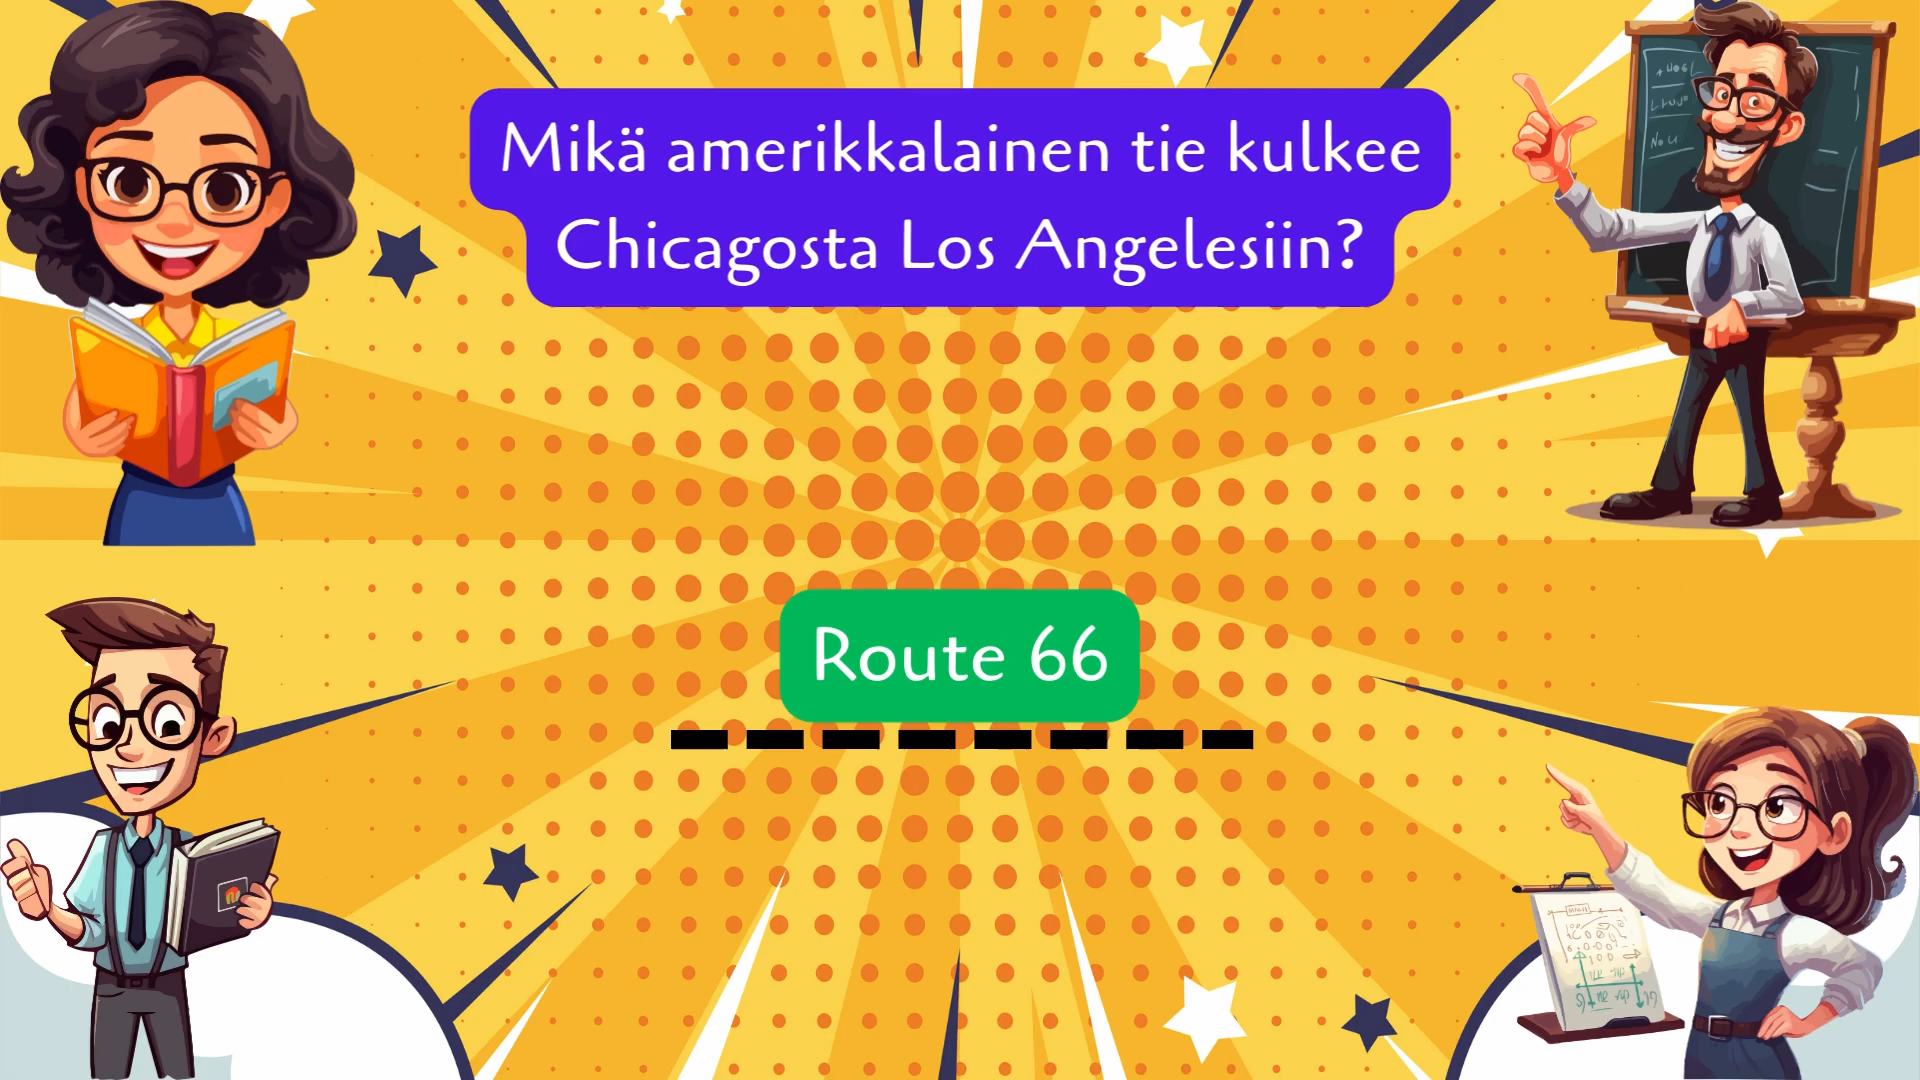 Mikä amerikkalainen tie kulkee
Chicagosta Los Angelesiin?
Route 66